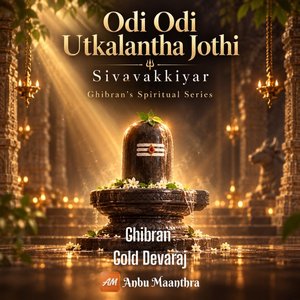 Odi Odi
Utkalantha Jothi
Sivavakkiyar
Ghibran's Spiritual Series
Ghibran
Gold Devaraj
AM Anbu Maanthra